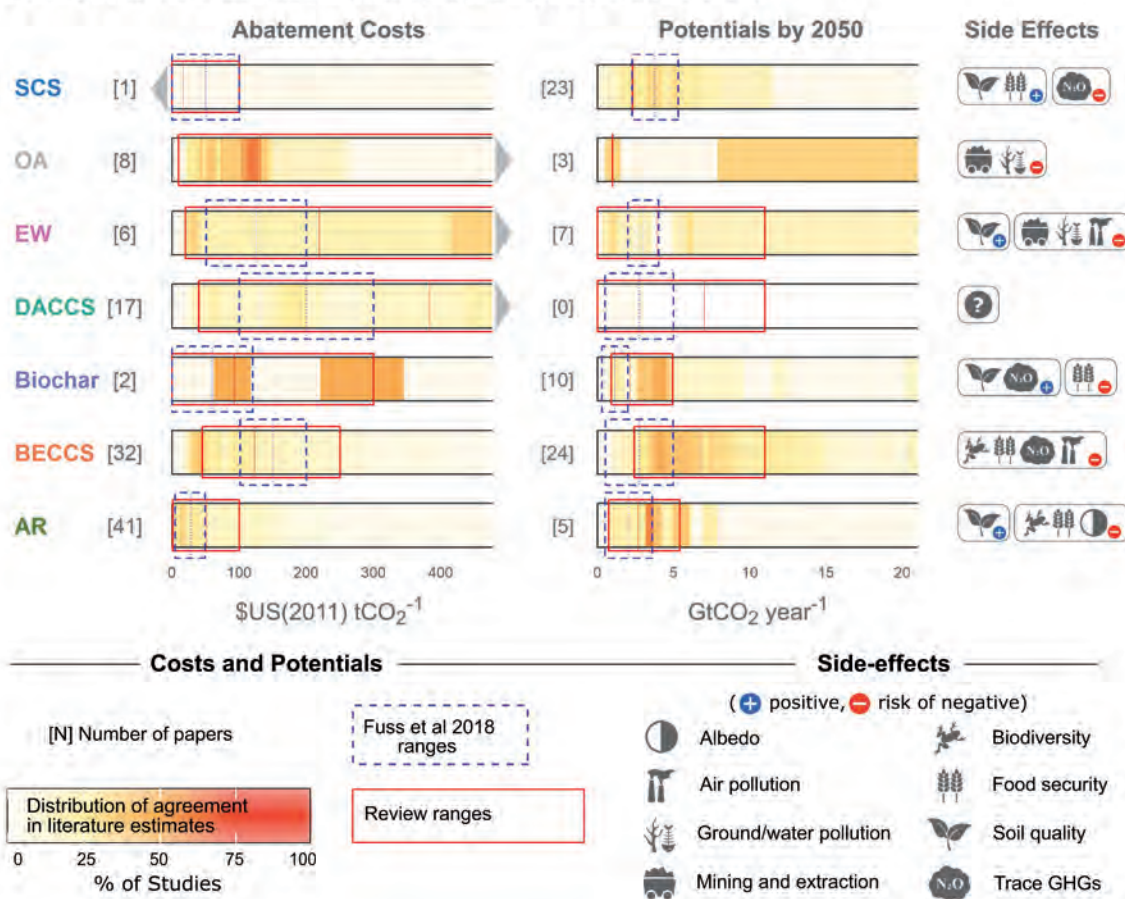 Abatement Costs Potentials by 2050 Side Effects
SCS [1] [23] N₂O
OA [8] [3]
EW [6] [7]
DACCS [17] [0] ?
Biochar [2] [10] N₂O
BECCS [32] [24] N₂O
AR [41] [5]
0 100 200 300 400 0 5 10 15 20
$US(2011) tCO₂⁻¹ GtCO₂ year⁻¹
Costs and Potentials Side-effects
(+ positive, − risk of negative)
[N] Number of papers
Fuss et al 2018
ranges
Distribution of agreement
in literature estimates
0 25 50 75 100
% of Studies
Review ranges
Albedo Biodiversity
Air pollution Food security
Ground/water pollution Soil quality
Mining and extraction N₂O Trace GHGs